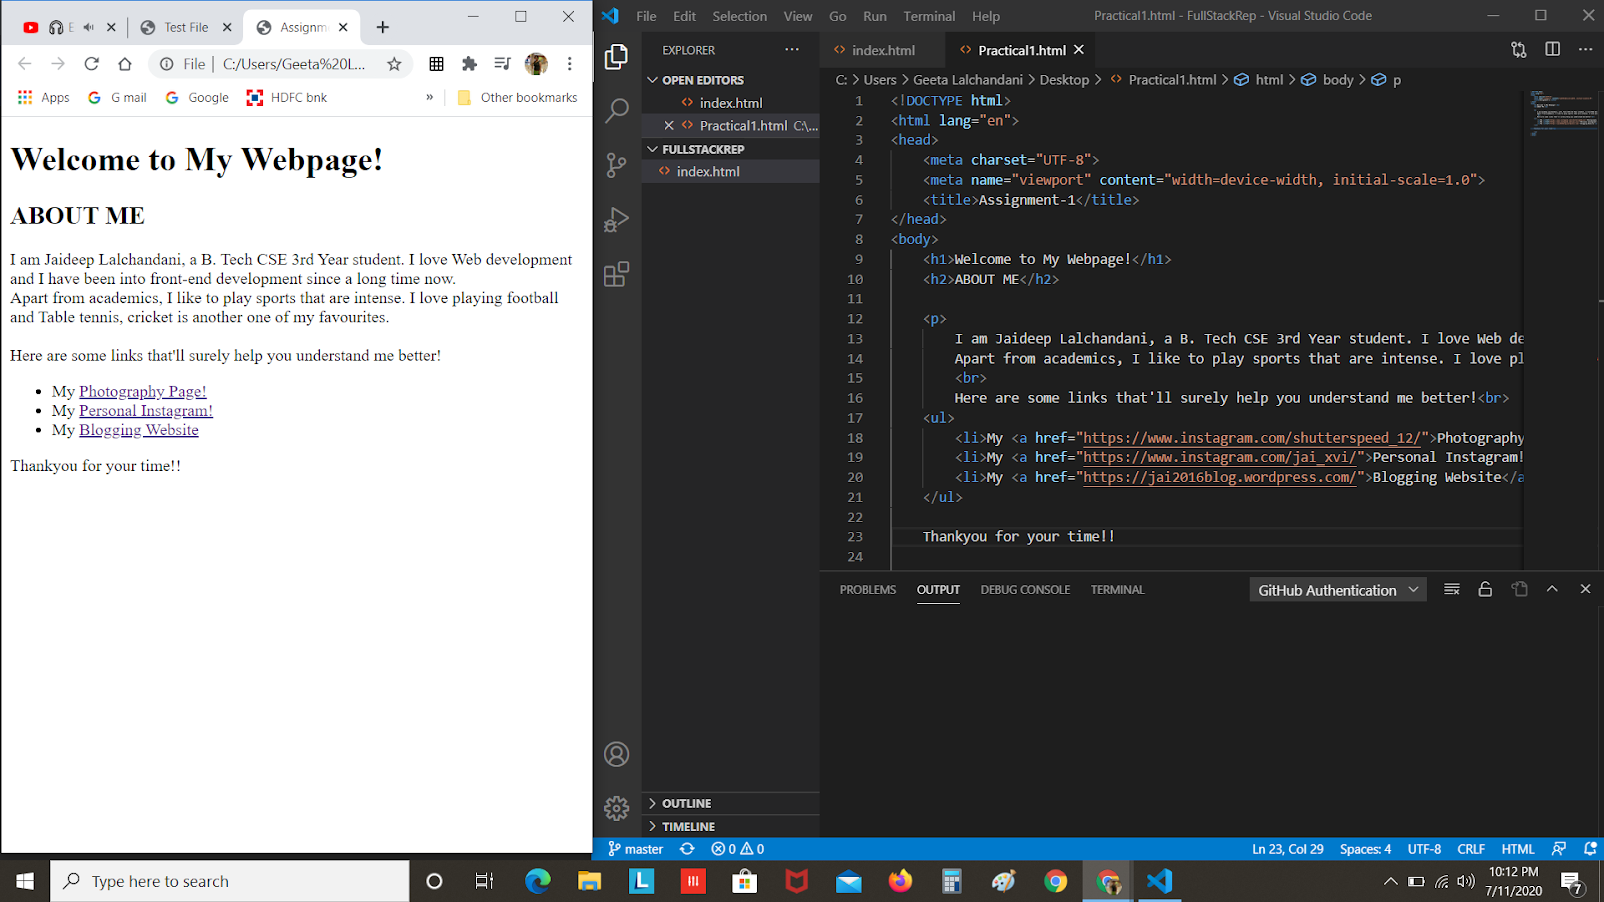 E
Test File
Assignm
File
C:/Users/Geeta%20L...
Apps
G mail
Google
HDFC bnk
»
Other bookmarks
Welcome to My Webpage!
ABOUT ME
I am Jaideep Lalchandani, a B. Tech CSE 3rd Year student. I love Web development
and I have been into front-end development since a long time now.
Apart from academics, I like to play sports that are intense. I love playing football
and Table tennis, cricket is another one of my favourites.
Here are some links that'll surely help you understand me better!
• My Photography Page!
• My Personal Instagram!
• My Blogging Website
Thankyou for your time!!
File Edit Selection View Go Run Terminal Help
Practical1.html - FullStackRep - Visual Studio Code
EXPLORER
OPEN EDITORS
index.html
Practical1.html C:\...
FULLSTACKREP
index.html
OUTLINE
TIMELINE
index.html
Practical1.html
C: > Users > Geeta Lalchandani > Desktop > Practical1.html > html > body > p
1 <!DOCTYPE html>
2 <html lang="en">
3 <head>
4 <meta charset="UTF-8">
5 <meta name="viewport" content="width=device-width, initial-scale=1.0">
6 <title>Assignment-1</title>
7 </head>
8 <body>
9 <h1>Welcome to My Webpage!</h1>
10 <h2>ABOUT ME</h2>
11
12 <p>
13 I am Jaideep Lalchandani, a B. Tech CSE 3rd Year student. I love Web de
14 Apart from academics, I like to play sports that are intense. I love pl
15 <br>
16 Here are some links that'll surely help you understand me better!<br>
17 <ul>
18 <li>My <a href="https://www.instagram.com/shutterspeed_12/">Photography
19 <li>My <a href="https://www.instagram.com/jai_xvi/">Personal Instagram!
20 <li>My <a href="https://jai2016blog.wordpress.com/">Blogging Website</a
21 </ul>
22
23 Thankyou for your time!!
24
PROBLEMS OUTPUT DEBUG CONSOLE TERMINAL
GitHub Authentication
master
0 0
Ln 23, Col 29 Spaces: 4 UTF-8 CRLF HTML
Type here to search
L
10:12 PM
7/11/2020
7